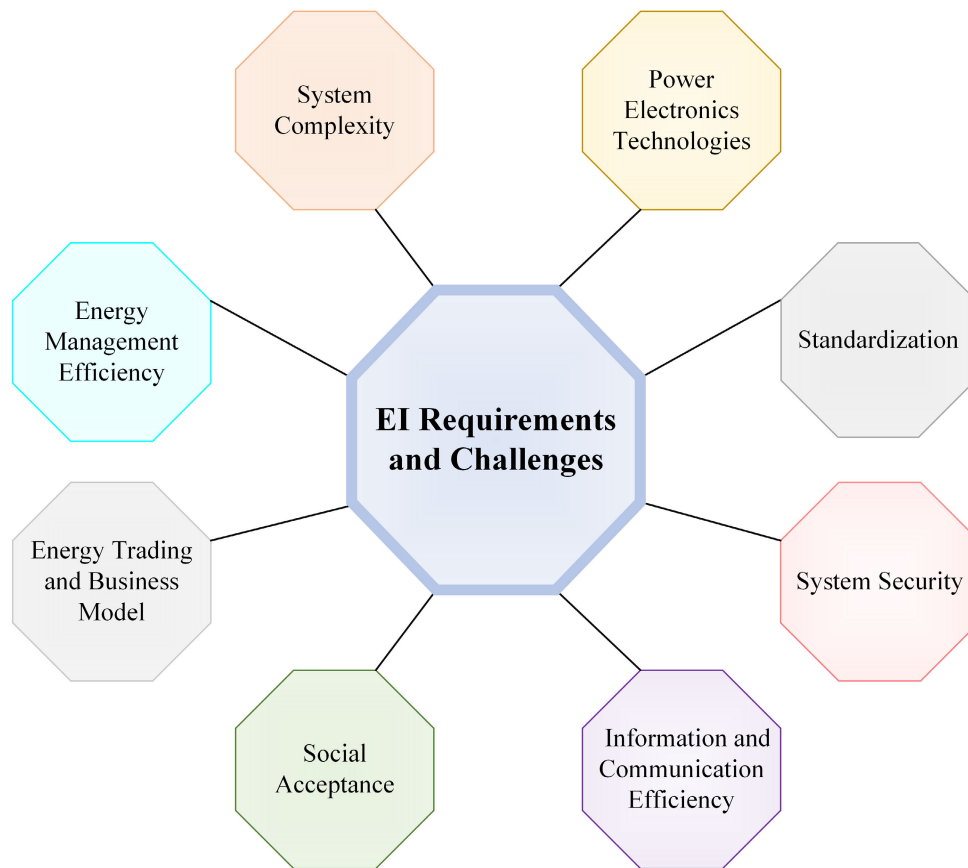 System
Complexity
Power
Electronics
Technologies
Energy
Management
Efficiency
Standardization
EI Requirements
and Challenges
Energy Trading
and Business
Model
System Security
Social
Acceptance
Information and
Communication
Efficiency